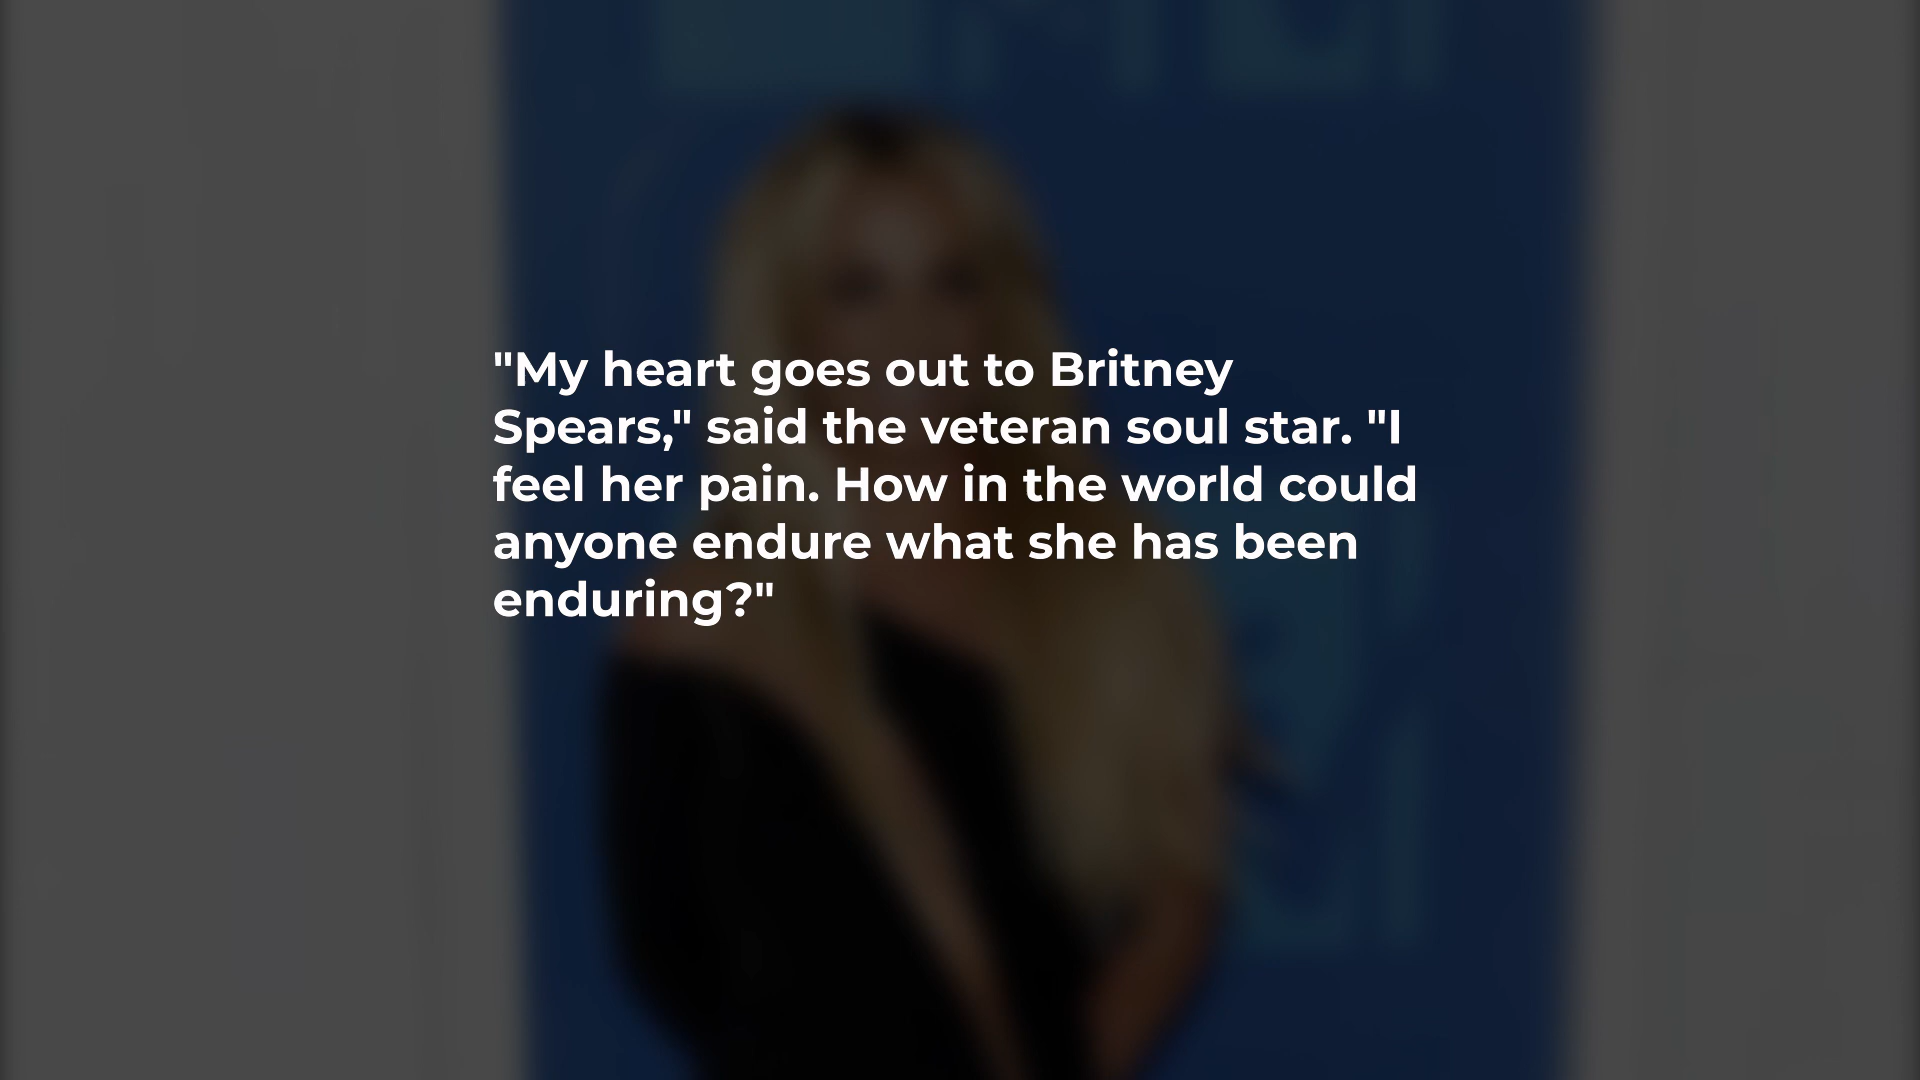 "My heart goes out to Britney
Spears," said the veteran soul star. "I
feel her pain. How in the world could
anyone endure what she has been
enduring?"